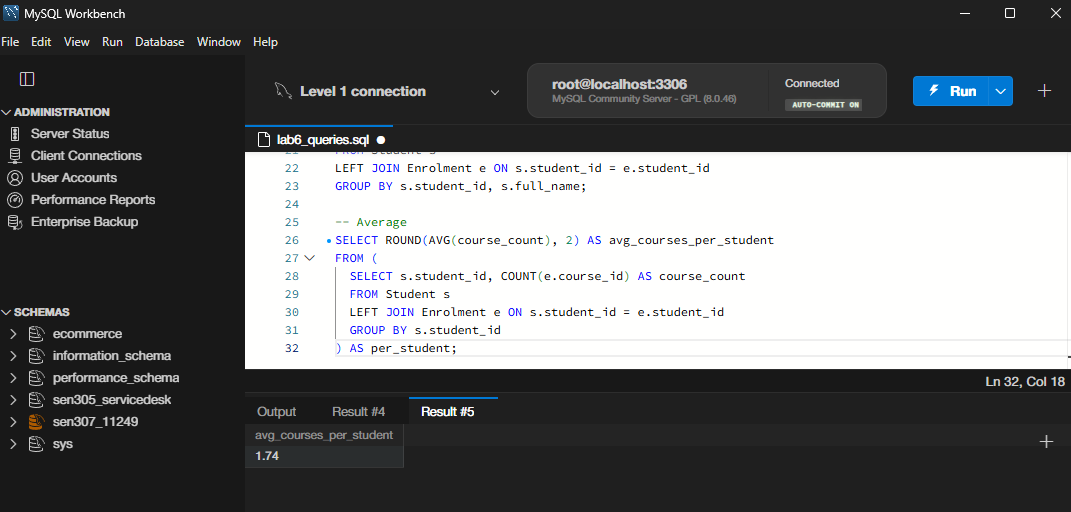 MySQL Workbench
File Edit View Run Database Window Help
Level 1 connection
root@localhost:3306
MySQL Community Server - GPL (8.0.46)
Connected
AUTO-COMMIT ON
Run
ADMINISTRATION
Server Status
Client Connections
User Accounts
Performance Reports
Enterprise Backup
SCHEMAS
ecommerce
information_schema
performance_schema
sen305_servicedesk
sen307_11249
sys
lab6_queries.sql
21 FROM Student s
22 LEFT JOIN Enrolment e ON s.student_id = e.student_id
23 GROUP BY s.student_id, s.full_name;
24
25 -- Average
26 SELECT ROUND(AVG(course_count), 2) AS avg_courses_per_student
27 FROM (
28 SELECT s.student_id, COUNT(e.course_id) AS course_count
29 FROM Student s
30 LEFT JOIN Enrolment e ON s.student_id = e.student_id
31 GROUP BY s.student_id
32 ) AS per_student;
Ln 32, Col 18
Output Result #4 Result #5
avg_courses_per_student
1.74